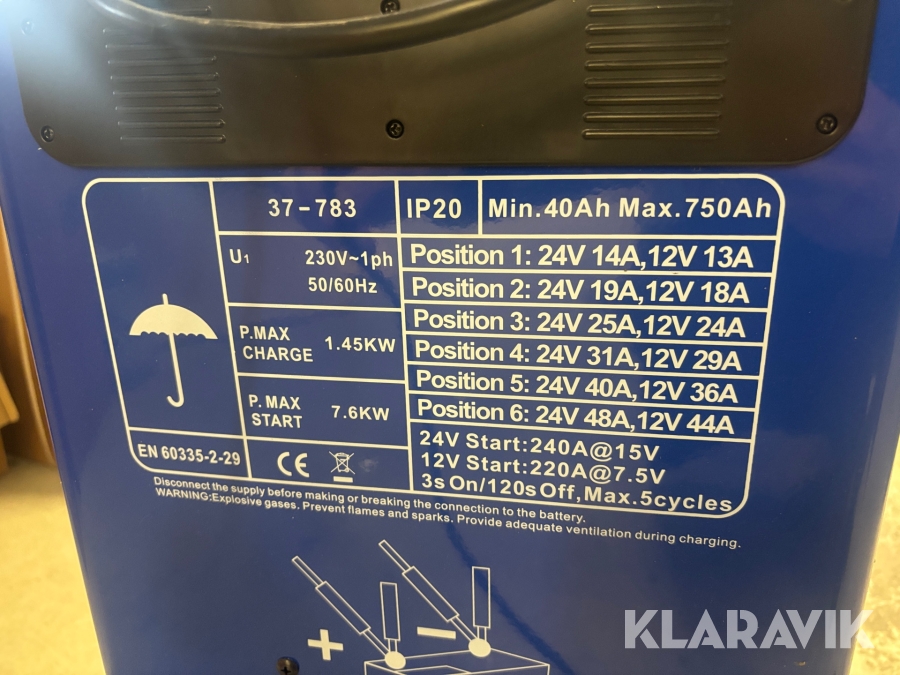 37-783
IP20
Min.40Ah Max.750Ah
U1 230V~1ph
50/60Hz
P.MAX
CHARGE 1.45KW
P.MAX
START 7.6KW
Position 1: 24V 14A,12V 13A
Position 2: 24V 19A,12V 18A
Position 3: 24V 25A,12V 24A
Position 4: 24V 31A,12V 29A
Position 5: 24V 40A,12V 36A
Position 6: 24V 48A,12V 44A
24V Start:240A@15V
12V Start:220A@7.5V
3s On/120s Off,Max.5cycles
EN 60335-2-29
CE
Disconnect the supply before making or breaking the connection to the battery.
WARNING:Explosive gases. Prevent flames and sparks. Provide adequate ventilation during charging.
+ −
KLARAVIK